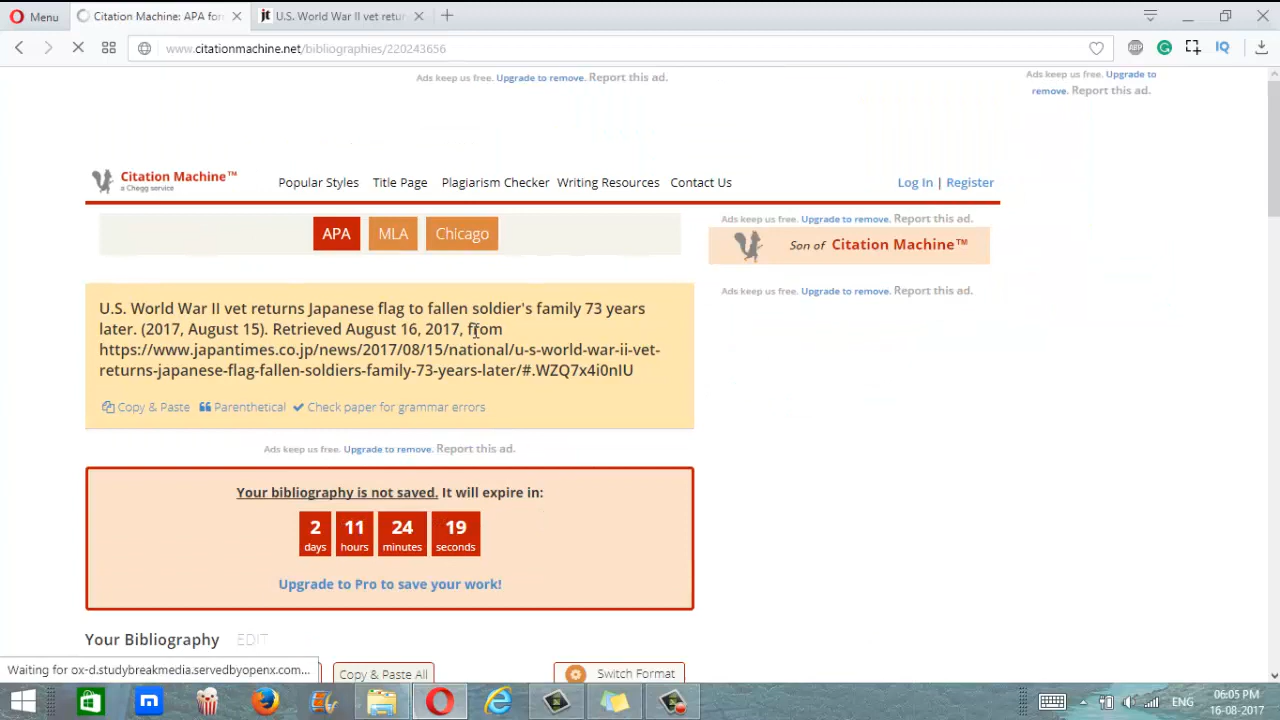 Menu
Citation Machine: APA for
U.S. World War II vet retur
www.citationmachine.net/bibliographies/220243656
ABP
IQ
Ads keep us free. Upgrade to remove. Report this ad.
Ads keep us free. Upgrade to
remove. Report this ad.
Citation Machine™
a Chegg service
Popular Styles
Title Page
Plagiarism Checker
Writing Resources
Contact Us
Log In | Register
APA
MLA
Chicago
Ads keep us free. Upgrade to remove. Report this ad.
Son of Citation Machine™
Ads keep us free. Upgrade to remove. Report this ad.
U.S. World War II vet returns Japanese flag to fallen soldier's family 73 years
later. (2017, August 15). Retrieved August 16, 2017, from
https://www.japantimes.co.jp/news/2017/08/15/national/u-s-world-war-ii-vet-
returns-japanese-flag-fallen-soldiers-family-73-years-later/#.WZQ7x4i0nIU
Copy & Paste
Parenthetical
Check paper for grammar errors
Ads keep us free. Upgrade to remove. Report this ad.
Your bibliography is not saved. It will expire in:
2 11 24 19
days hours minutes seconds
Upgrade to Pro to save your work!
Your Bibliography
EDIT
Waiting for ox-d.studybreakmedia.servedbyopenx.com...
Copy & Paste All
Switch Format
ENG
06:05 PM
16-08-2017